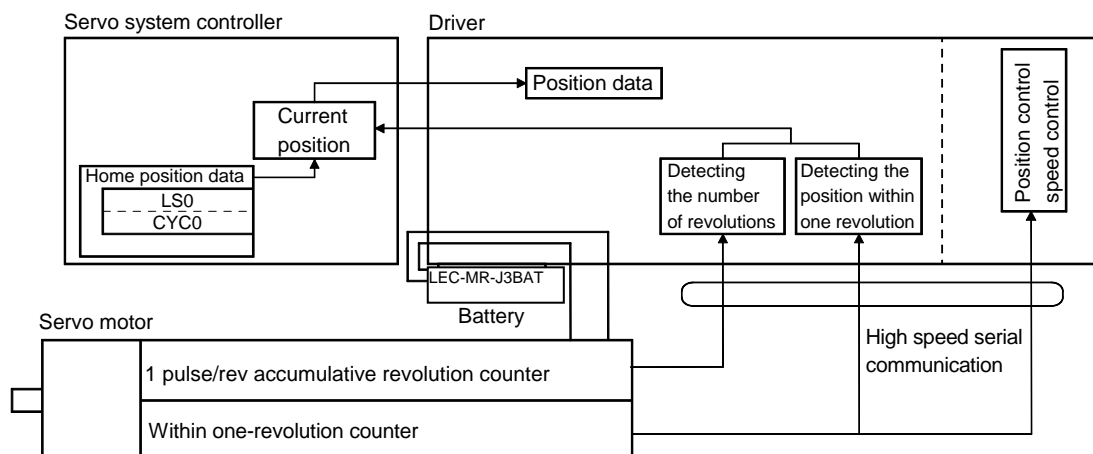 Servo system controller
Driver
Position data
Current
position
Home position data
LS0
CYC0
Detecting
the number
of revolutions
Detecting the
position within
one revolution
Position control
speed control
LEC-MR-J3BAT
Battery
Servo motor
High speed serial
communication
1 pulse/rev accumulative revolution counter
Within one-revolution counter